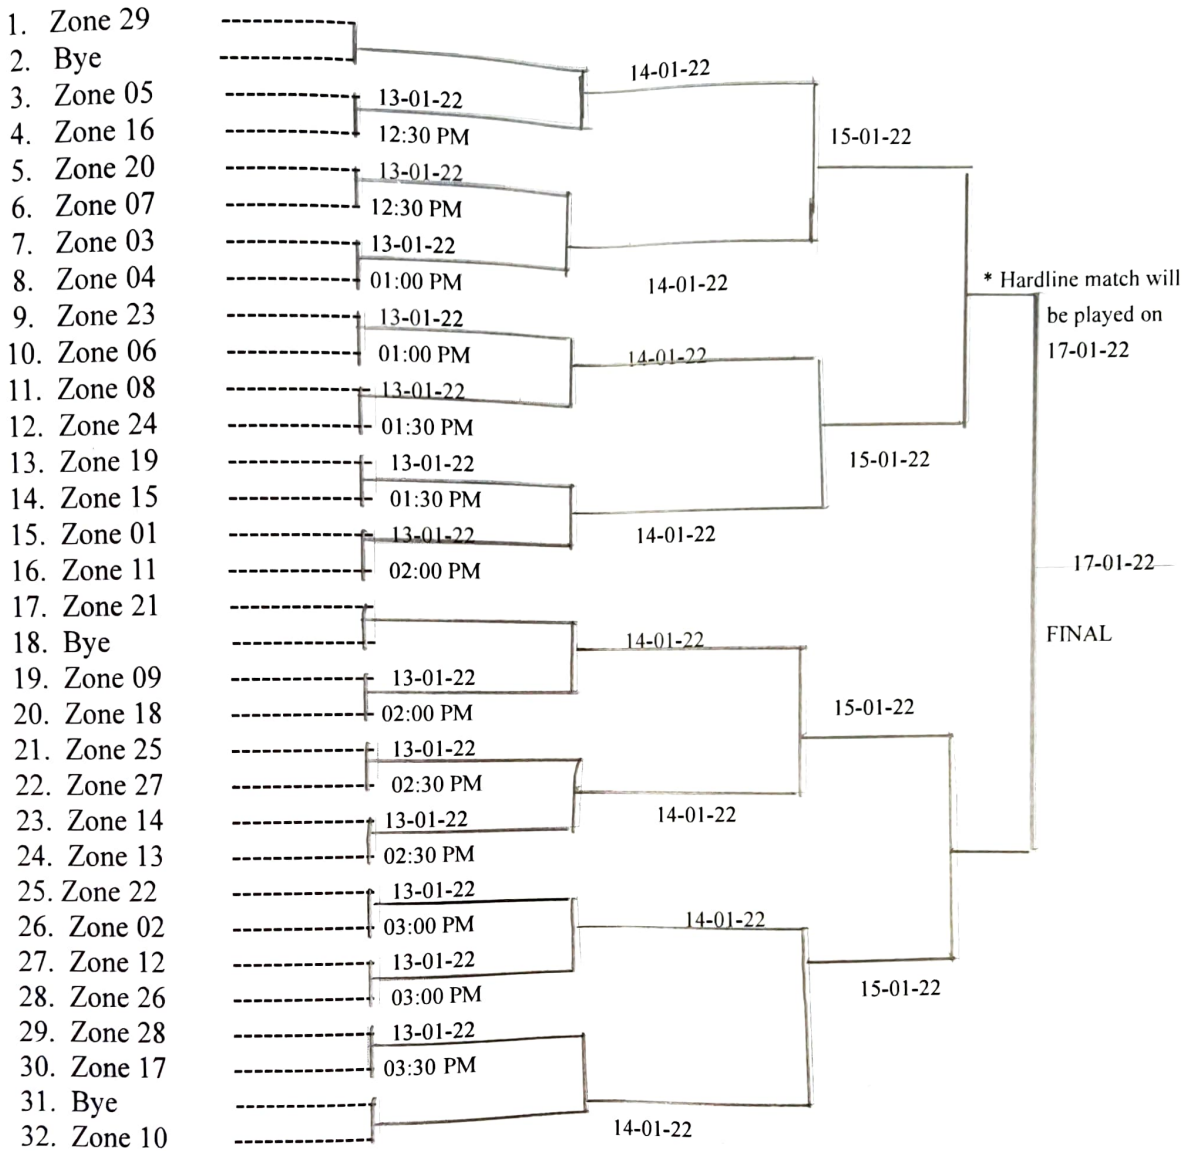 1. Zone 29
2. Bye
14-01-22
3. Zone 05
13-01-22
4. Zone 16
12:30 PM
15-01-22
5. Zone 20
13-01-22
6. Zone 07
12:30 PM
7. Zone 03
13-01-22
8. Zone 04
01:00 PM
14-01-22
* Hardline match will
be played on
17-01-22
9. Zone 23
13-01-22
10. Zone 06
01:00 PM
14-01-22
11. Zone 08
13-01-22
12. Zone 24
01:30 PM
13. Zone 19
13-01-22
15-01-22
14. Zone 15
01:30 PM
15. Zone 01
13-01-22
14-01-22
16. Zone 11
02:00 PM
17-01-22
17. Zone 21
18. Bye
14-01-22
FINAL
19. Zone 09
13-01-22
20. Zone 18
02:00 PM
15-01-22
21. Zone 25
13-01-22
22. Zone 27
02:30 PM
23. Zone 14
13-01-22
14-01-22
24. Zone 13
02:30 PM
25. Zone 22
13-01-22
26. Zone 02
03:00 PM
14-01-22
27. Zone 12
13-01-22
28. Zone 26
03:00 PM
15-01-22
29. Zone 28
13-01-22
30. Zone 17
03:30 PM
31. Bye
32. Zone 10
14-01-22